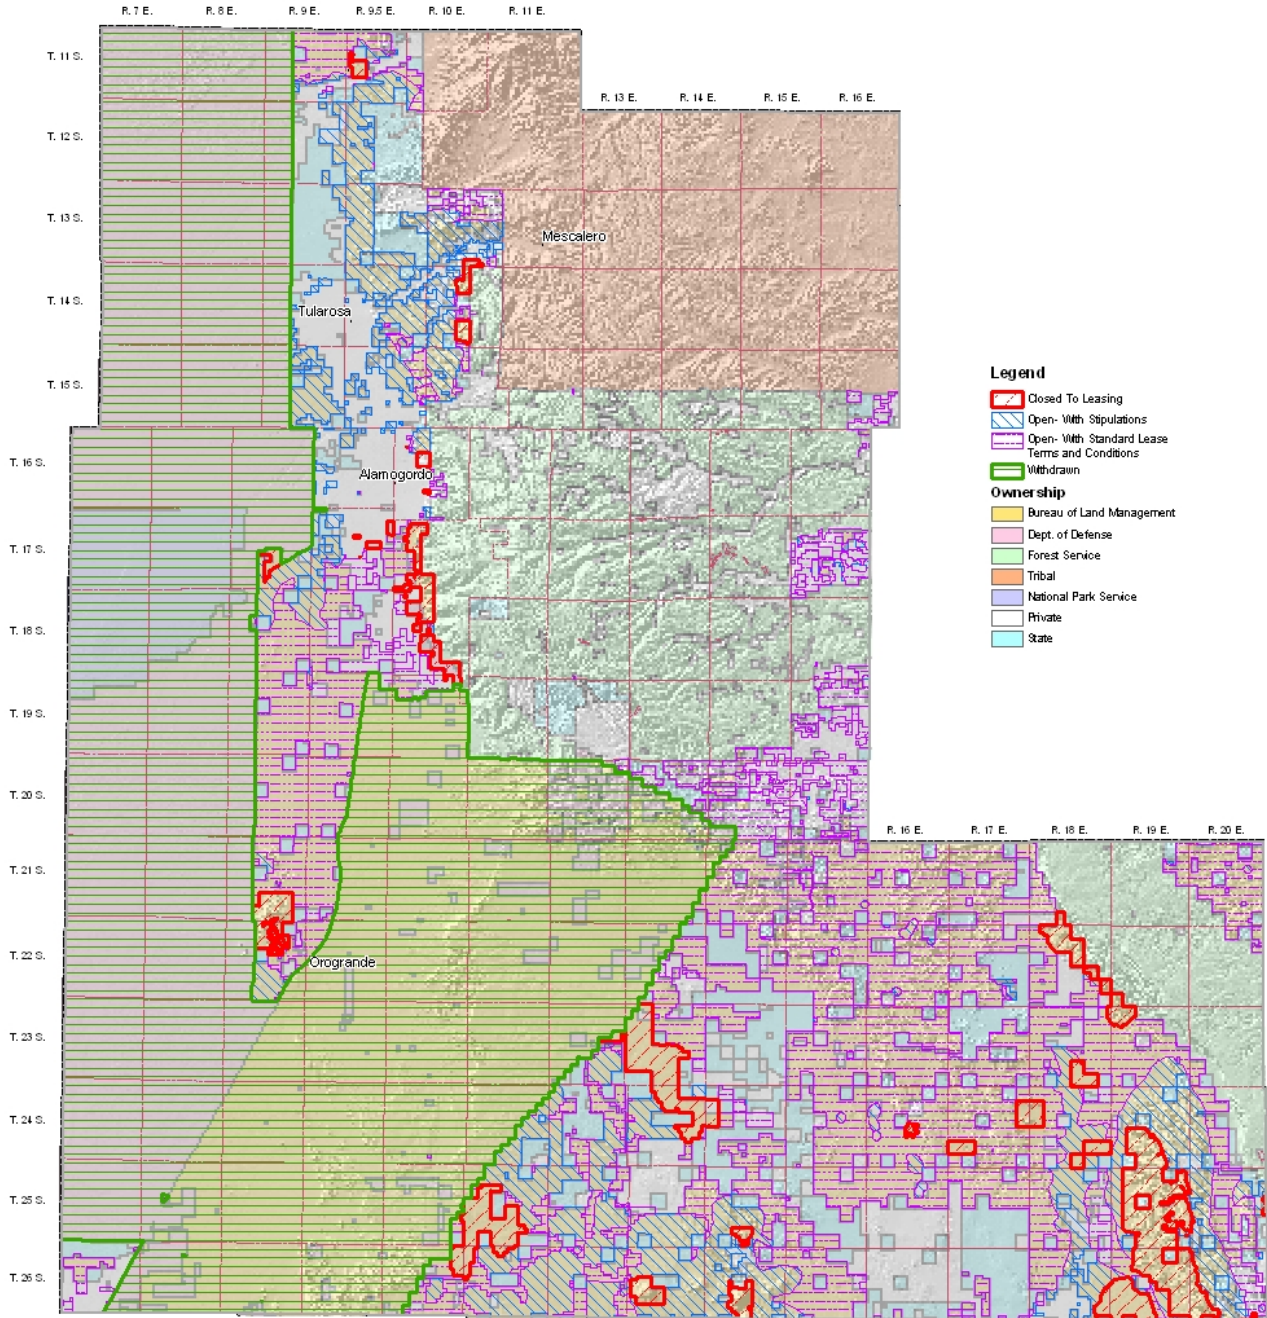 R. 7 E. R. 8 E. R. 9 E. R. 9.5 E. R. 10 E. R. 11 E.
T. 11 S.
R. 13 E. R. 14 E. R. 15 E. R. 16 E.
T. 12 S.
T. 13 S.
Mescalero
T. 14 S.
Tularosa
T. 15 S.
Legend
Closed To Leasing
Open- With Stipulations
Open- With Standard Lease
Terms and Conditions
Withdrawn
Ownership
Bureau of Land Management
Dept. of Defense
Forest Service
Tribal
National Park Service
Private
State
T. 16 S.
Alamogordo
T. 17 S.
T. 18 S.
T. 19 S.
T. 20 S.
R. 16 E. R. 17 E. R. 18 E. R. 19 E. R. 20 E.
T. 21 S.
T. 22 S.
Orogrande
T. 23 S.
T. 24 S.
T. 25 S.
T. 26 S.